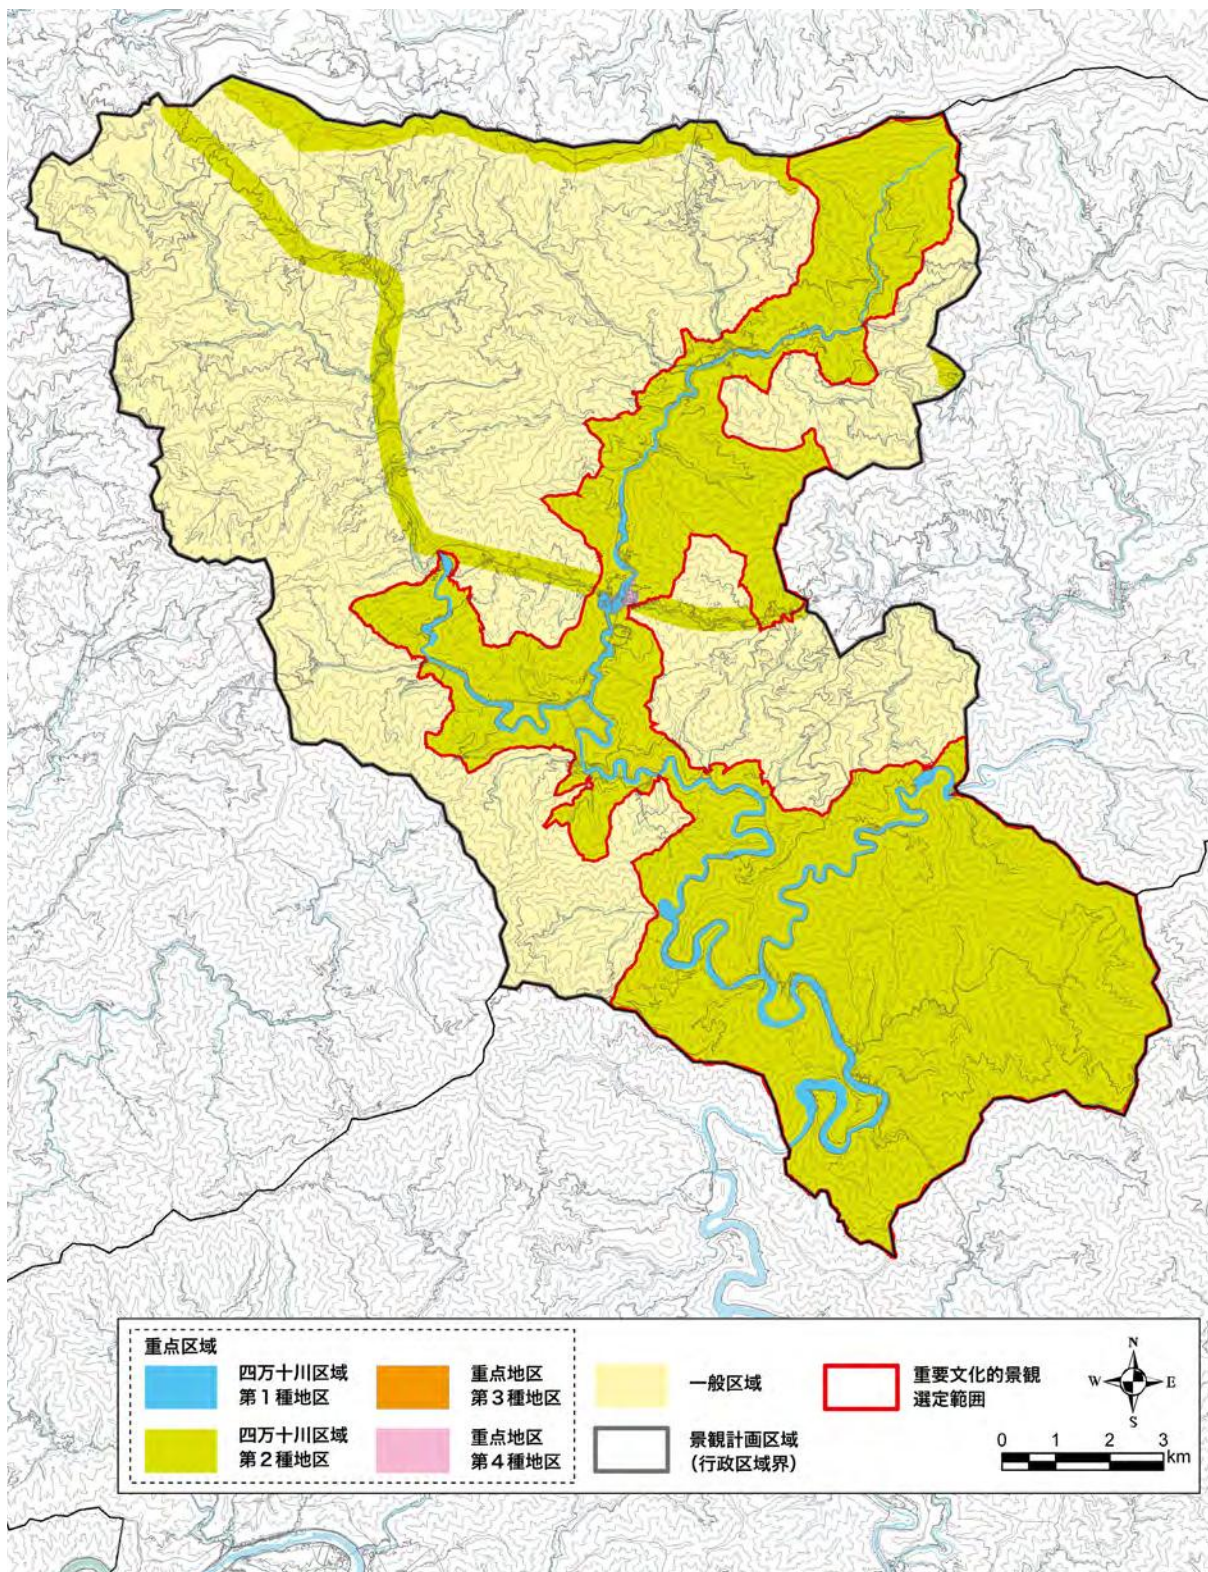 重点区域
四万十川区域
第1種地区
重点地区
第3種地区
一般区域
重要文化的景観
選定範囲
四万十川区域
第2種地区
重点地区
第4種地区
景観計画区域
（行政区域界）
N
W E
S
0 1 2 3
km